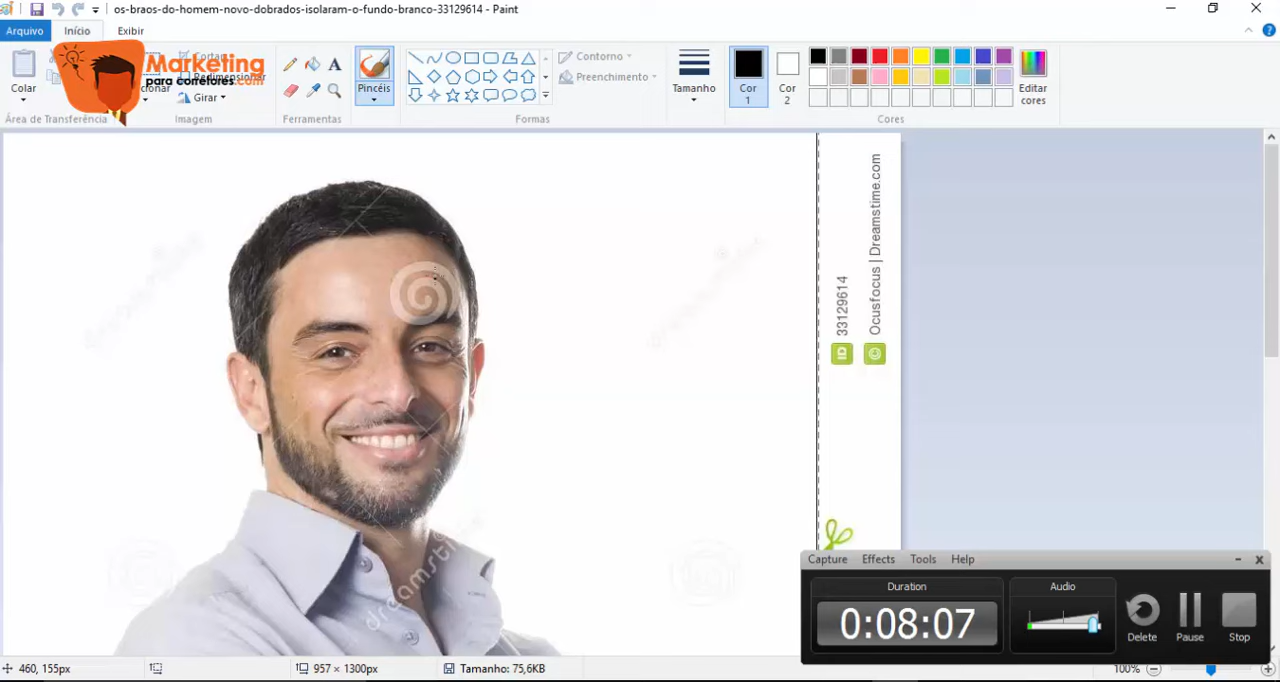 os-braos-do-homem-novo-dobrados-isolaram-o-fundo-branco-33129614 - Paint
Arquivo
Início
Exibir
Marketing
para corretores.com
Colar
Cortar
Redimensionar
Girar
Pincéis
Contorno
Preenchimento
Tamanho
Cor
1
Cor
2
Editar
cores
Área de Transferência
Imagem
Ferramentas
Formas
Cores
33129614
Ocusfocus | Dreamstime.com
ID
dreamstime
Capture
Effects
Tools
Help
Duration
0:08:07
Audio
Delete
Pause
Stop
460, 155px
957 × 1300px
Tamanho: 75,6KB
100%